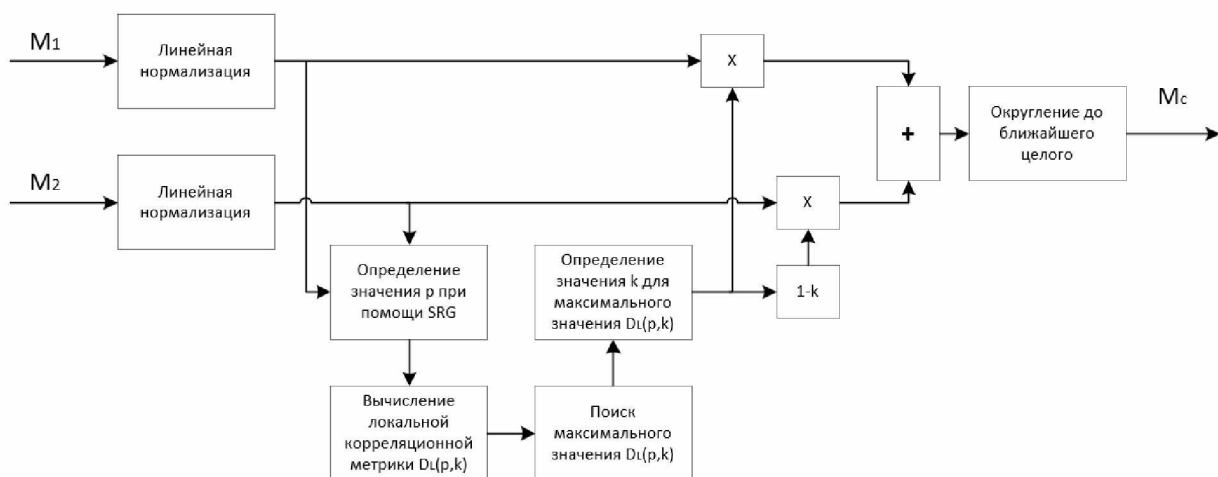 M1
Линейная
нормализация
X
+
Округление до
ближайшего
целого
Mc
M2
Линейная
нормализация
X
Определение
значения p при
помощи SRG
Определение
значения k для
максимального
значения DL(p,k)
1-k
Вычисление
локальной
корреляционной
метрики DL(p,k)
Поиск
максимального
значения DL(p,k)